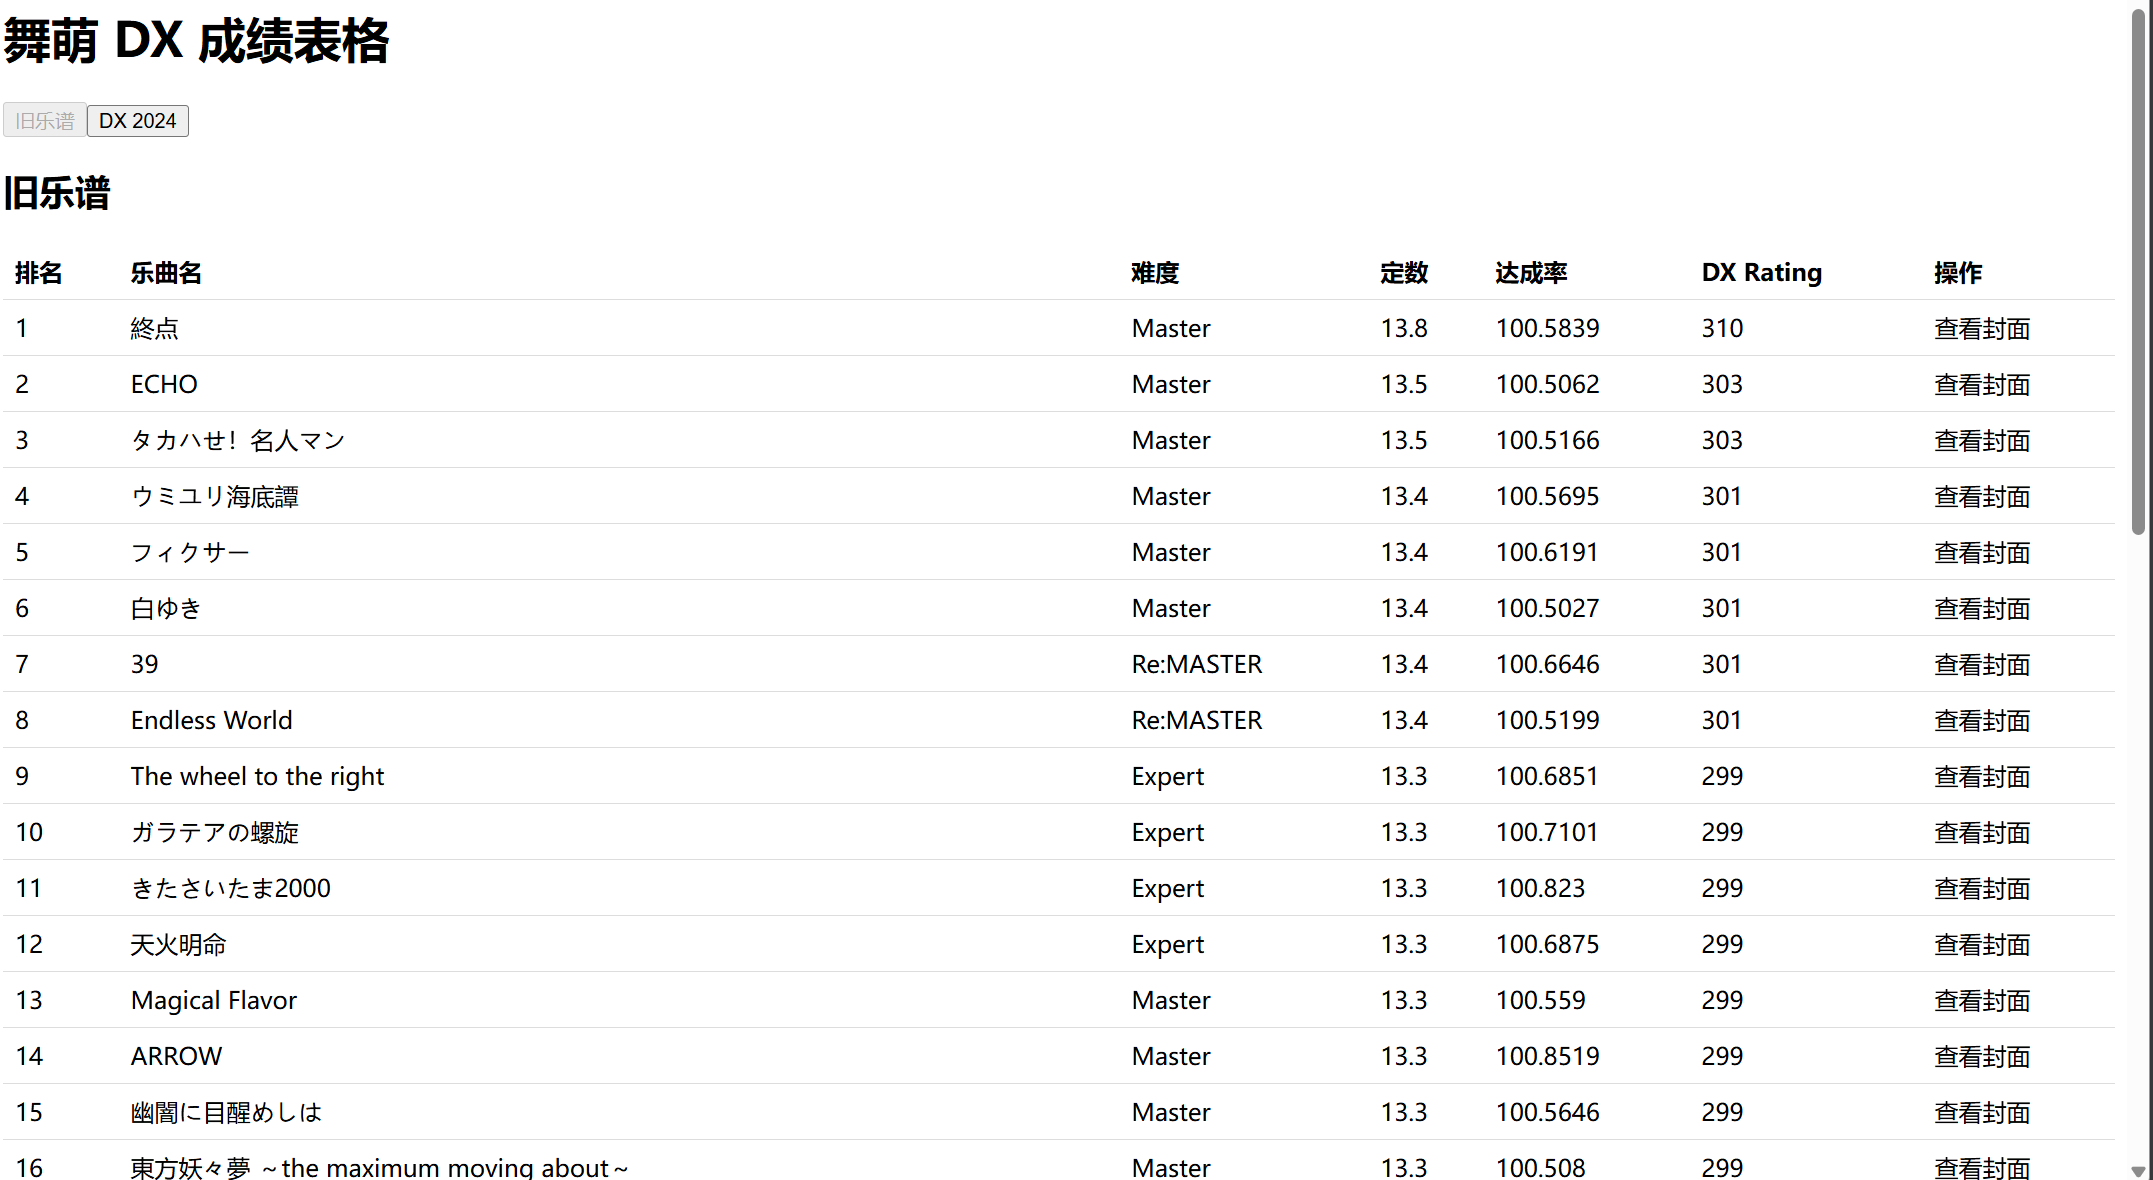 舞萌 DX 成绩表格
旧乐谱 DX 2024
旧乐谱
排名 乐曲名 难度 定数 达成率 DX Rating 操作
1 終点 Master 13.8 100.5839 310 查看封面
2 ECHO Master 13.5 100.5062 303 查看封面
3 タカハせ！名人マン Master 13.5 100.5166 303 查看封面
4 ウミユリ海底譚 Master 13.4 100.5695 301 查看封面
5 フィクサー Master 13.4 100.6191 301 查看封面
6 白ゆき Master 13.4 100.5027 301 查看封面
7 39 Re:MASTER 13.4 100.6646 301 查看封面
8 Endless World Re:MASTER 13.4 100.5199 301 查看封面
9 The wheel to the right Expert 13.3 100.6851 299 查看封面
10 ガラテアの螺旋 Expert 13.3 100.7101 299 查看封面
11 きたさいたま2000 Expert 13.3 100.823 299 查看封面
12 天火明命 Expert 13.3 100.6875 299 查看封面
13 Magical Flavor Master 13.3 100.559 299 查看封面
14 ARROW Master 13.3 100.8519 299 查看封面
15 幽闇に目醒めしは Master 13.3 100.5646 299 查看封面
16 東方妖々夢 ～the maximum moving about～ Master 13.3 100.508 299 查看封面